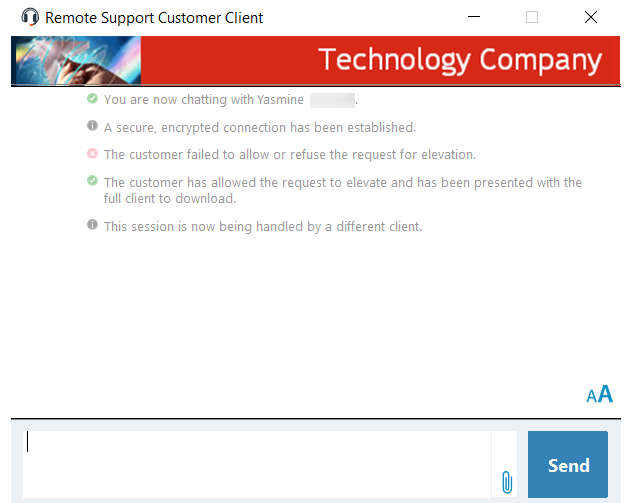 Remote Support Customer Client
Technology Company
You are now chatting with Yasmine .
A secure, encrypted connection has been established.
The customer failed to allow or refuse the request for elevation.
The customer has allowed the request to elevate and has been presented with the
full client to download.
This session is now being handled by a different client.
AA
Send